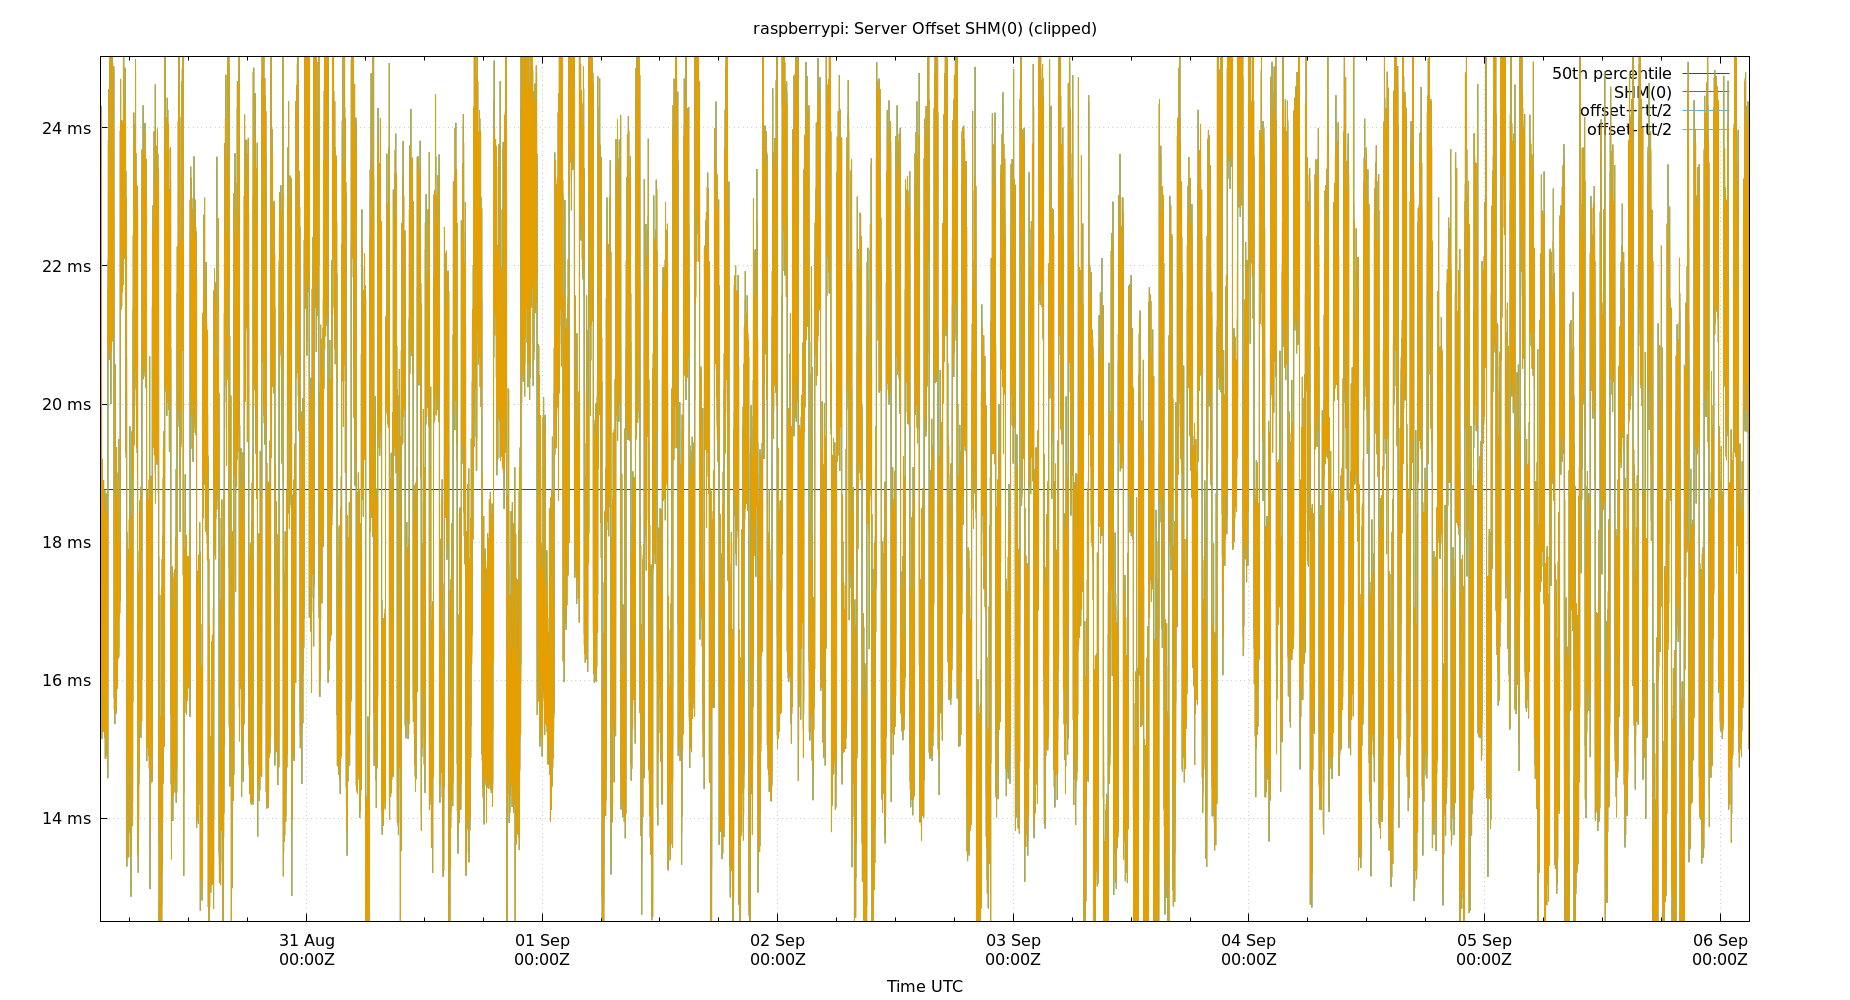 raspberrypi: Server Offset SHM(0) (clipped)
50th percentile
SHM(0)
offset+rtt/2
offset-rtt/2
24 ms
22 ms
20 ms
18 ms
16 ms
14 ms
31 Aug 01 Sep 02 Sep 03 Sep 04 Sep 05 Sep 06 Sep
00:00Z 00:00Z 00:00Z 00:00Z 00:00Z 00:00Z 00:00Z
Time UTC